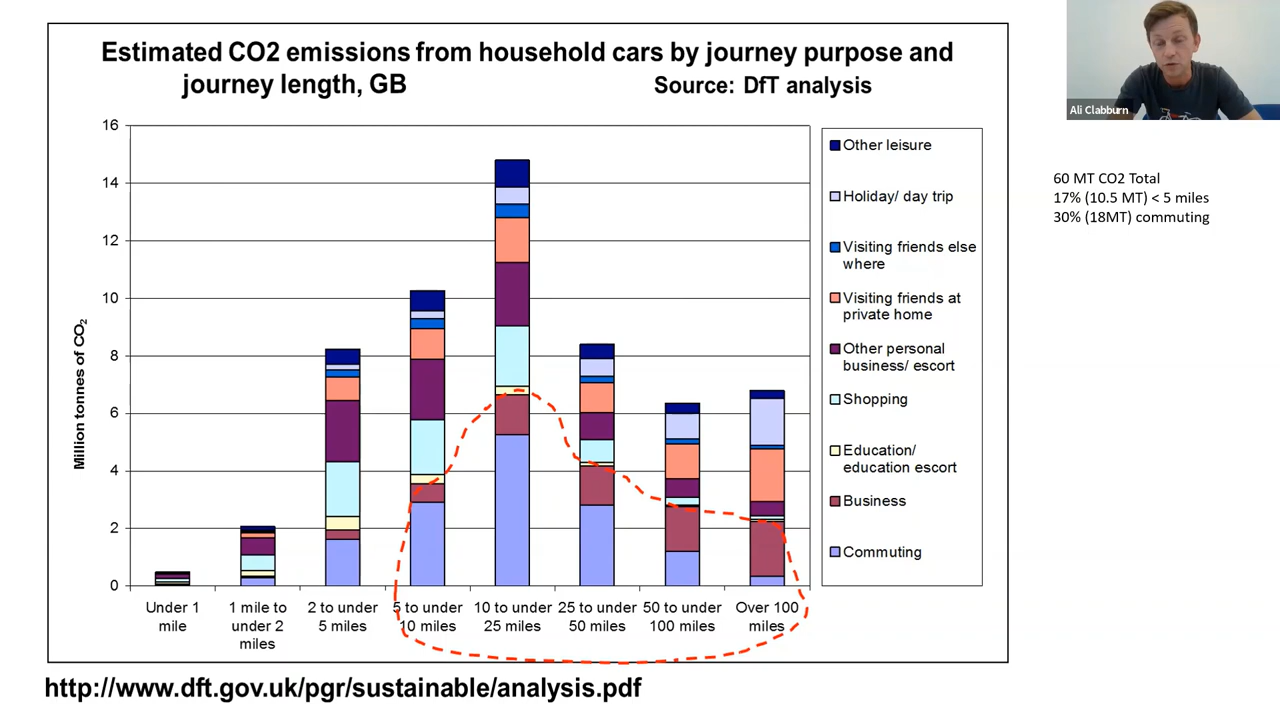 Estimated CO2 emissions from household cars by journey purpose and
journey length, GB
Source: DfT analysis
16
14
12
10
8
6
4
2
0
Million tonnes of CO₂
Under 1
mile
1 mile to
under 2
miles
2 to under
5 miles
5 to under
10 miles
10 to under
25 miles
25 to under
50 miles
50 to under
100 miles
Over 100
miles
Other leisure
Holiday/ day trip
Visiting friends else
where
Visiting friends at
private home
Other personal
business/ escort
Shopping
Education/
education escort
Business
Commuting
http://www.dft.gov.uk/pgr/sustainable/analysis.pdf
Ali Clabburn
60 MT CO2 Total
17% (10.5 MT) < 5 miles
30% (18MT) commuting